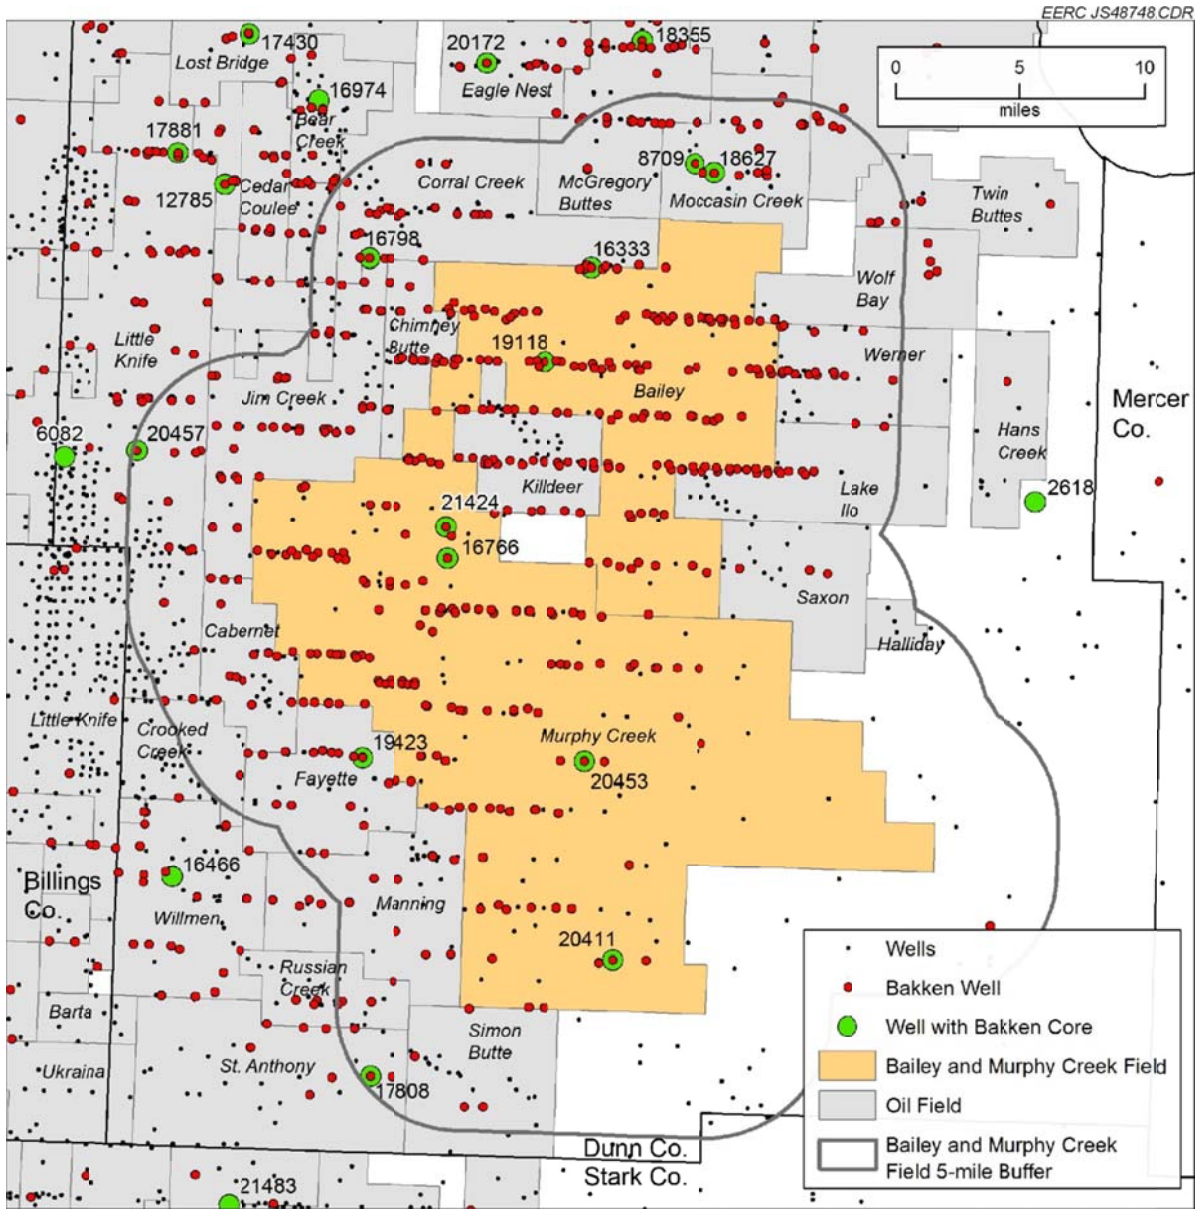 EERC JS48748.CDR
17430
Lost Bridge
20172
Eagle Nest
18355
0 5 10
miles
16974
Bear
Creek
17881
12785
Cedar
Coulee
Corral Creek
McGregory
Buttes
8709
18627
Moccasin Creek
Twin
Buttes
16798
16333
Wolf
Bay
Little
Knife
Chimney
Butte
19118
Bailey
Werner
Jim Creek
Mercer
Co.
6082
20457
Hans
Creek
21424
Killdeer
Lake
Ilo
2618
16766
Saxon
Cabernet
Halliday
Little Knife
Crooked
Creek
19423
Fayette
Murphy Creek
20453
16466
Billings
Co.
Willmen
Manning
20411
Russian
Creek
Barta
Simon
Butte
Ukraina
St. Anthony
17808
Dunn Co.
Stark Co.
21483
Wells
Bakken Well
Well with Bakken Core
Bailey and Murphy Creek Field
Oil Field
Bailey and Murphy Creek
Field 5-mile Buffer